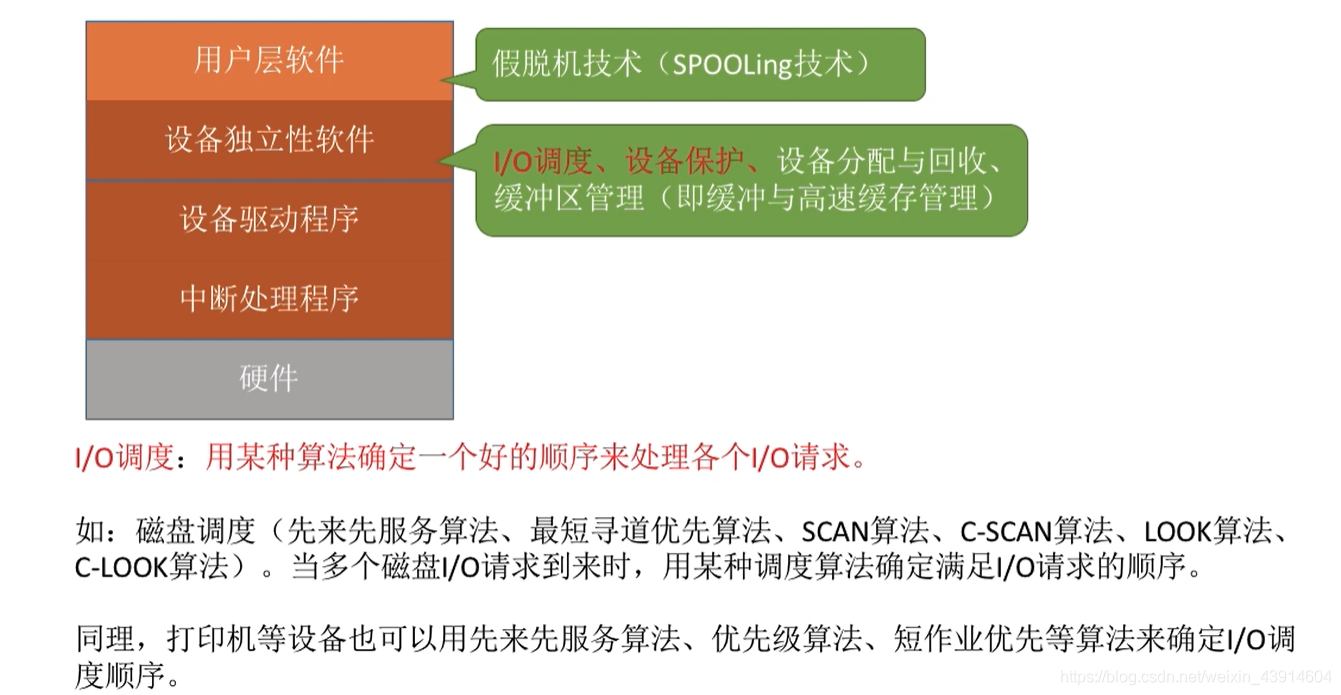 用户层软件
假脱机技术（SPOOLing技术）
设备独立性软件
I/O调度、设备保护、设备分配与回收、
缓冲区管理（即缓冲与高速缓存管理）
设备驱动程序
中断处理程序
硬件
I/O调度：用某种算法确定一个好的顺序来处理各个I/O请求。
如：磁盘调度（先来先服务算法、最短寻道优先算法、SCAN算法、C-SCAN算法、LOOK算法、
C-LOOK算法）。当多个磁盘I/O请求到来时，用某种调度算法确定满足I/O请求的顺序。
同理，打印机等设备也可以用先来先服务算法、优先级算法、短作业优先等算法来确定I/O调
度顺序。
https://blog.csdn.net/weixin_43914604